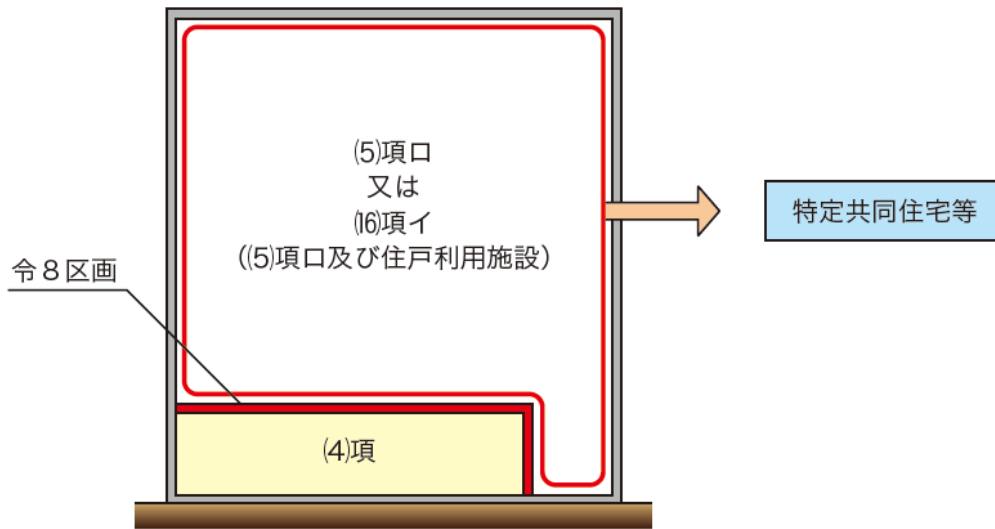 ⑸項ロ
又は
⒃項イ
(⑸項ロ及び住戸利用施設)
特定共同住宅等
令8区画
⑷項